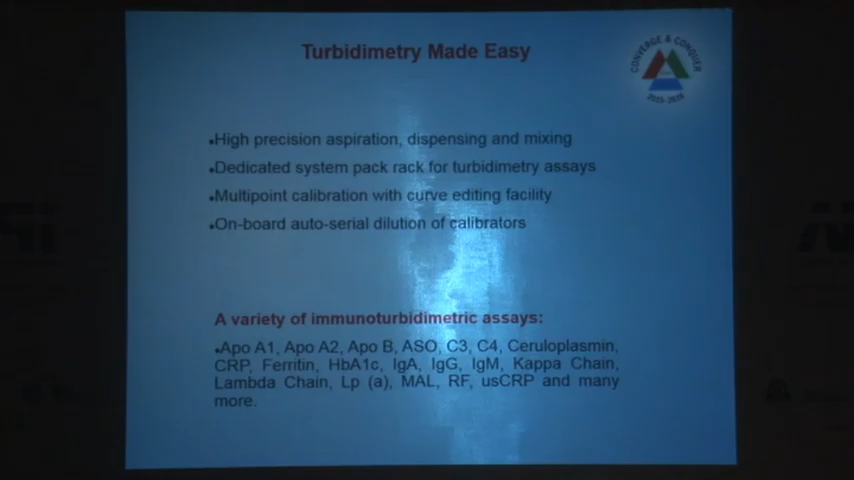 Turbidimetry Made Easy
CONVERGE & CONQUER
•High precision aspiration, dispensing and mixing
•Dedicated system pack rack for turbidimetry assays
•Multipoint calibration with curve editing facility
•On-board auto-serial dilution of calibrators
A variety of immunoturbidimetric assays:
•Apo A1, Apo A2, Apo B, ASO, C3, C4, Ceruloplasmin,
CRP, Ferritin, HbA1c, IgA, IgG, IgM, Kappa Chain,
Lambda Chain, Lp (a), MAL, RF, usCRP and many
more.